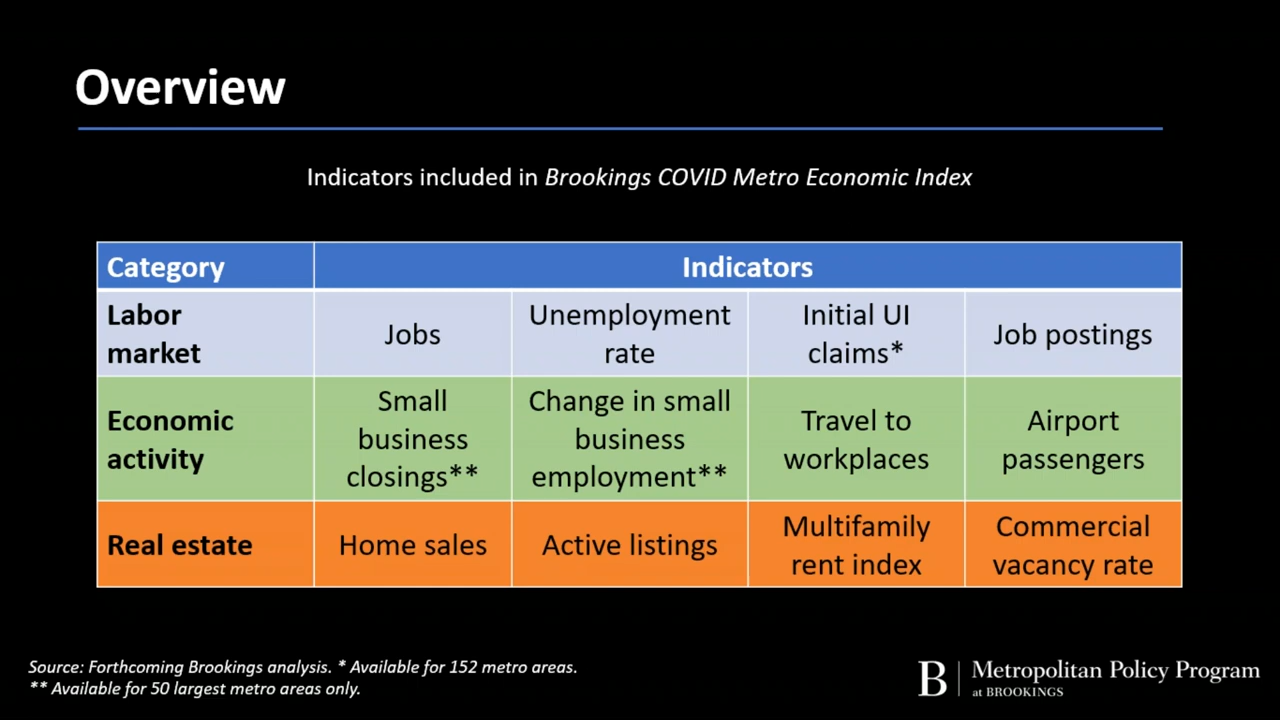 Overview
Indicators included in Brookings COVID Metro Economic Index
Category
Indicators
Labor
market
Jobs
Unemployment
rate
Initial UI
claims*
Job postings
Economic
activity
Small
business
closings**
Change in small
business
employment**
Travel to
workplaces
Airport
passengers
Real estate
Home sales
Active listings
Multifamily
rent index
Commercial
vacancy rate
Source: Forthcoming Brookings analysis. * Available for 152 metro areas.
** Available for 50 largest metro areas only.
B
Metropolitan Policy Program
at BROOKINGS